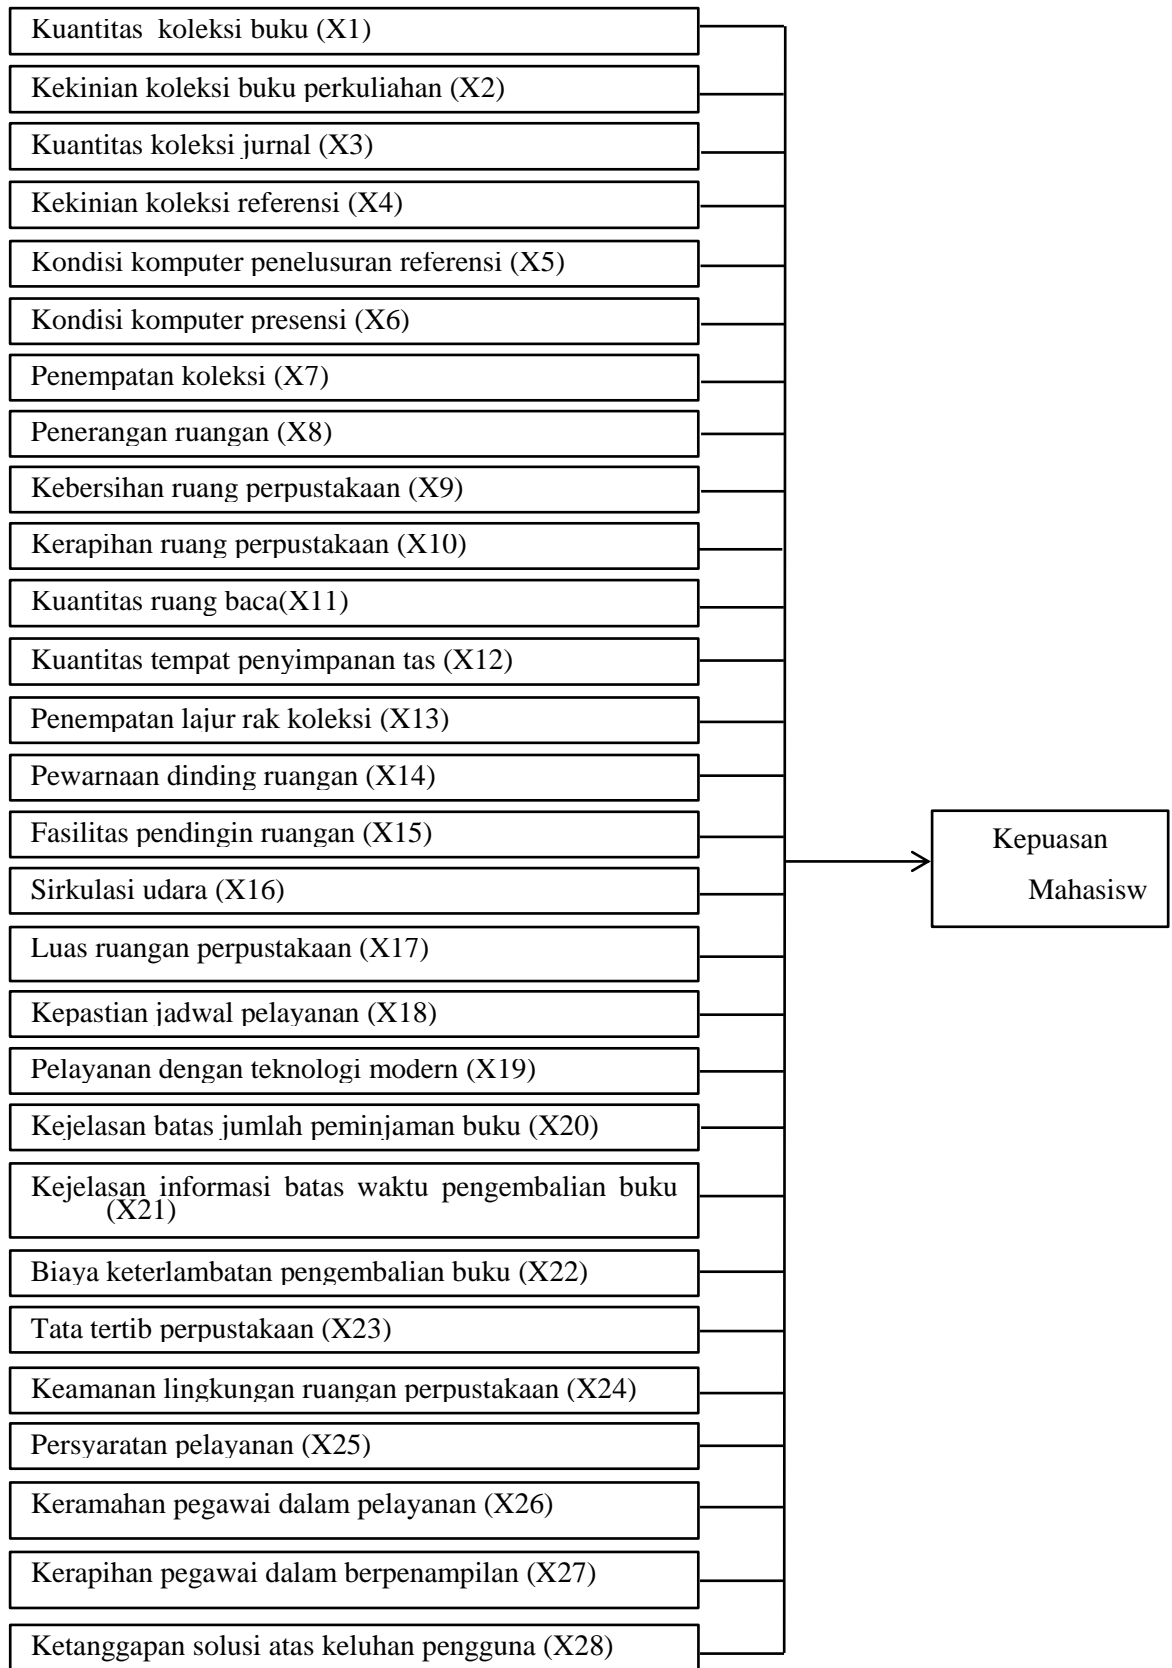 Kuantitas koleksi buku (X1)
Kekinian koleksi buku perkuliahan (X2)
Kuantitas koleksi jurnal (X3)
Kekinian koleksi referensi (X4)
Kondisi komputer penelusuran referensi (X5)
Kondisi komputer presensi (X6)
Penempatan koleksi (X7)
Penerangan ruangan (X8)
Kebersihan ruang perpustakaan (X9)
Kerapihan ruang perpustakaan (X10)
Kuantitas ruang baca(X11)
Kuantitas tempat penyimpanan tas (X12)
Penempatan lajur rak koleksi (X13)
Pewarnaan dinding ruangan (X14)
Fasilitas pendingin ruangan (X15)
Sirkulasi udara (X16)
Luas ruangan perpustakaan (X17)
Kepastian jadwal pelayanan (X18)
Pelayanan dengan teknologi modern (X19)
Kejelasan batas jumlah peminjaman buku (X20)
Kejelasan informasi batas waktu pengembalian buku
(X21)
Biaya keterlambatan pengembalian buku (X22)
Tata tertib perpustakaan (X23)
Keamanan lingkungan ruangan perpustakaan (X24)
Persyaratan pelayanan (X25)
Keramahan pegawai dalam pelayanan (X26)
Kerapihan pegawai dalam berpenampilan (X27)
Ketanggapan solusi atas keluhan pengguna (X28)
Kepuasan
Mahasisw